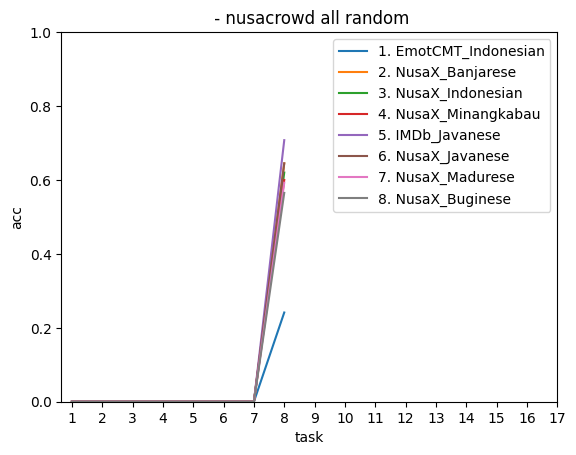 - nusacrowd all random
1.0
0.8
0.6
0.4
0.2
0.0
acc
1. EmotCMT_Indonesian
2. NusaX_Banjarese
3. NusaX_Indonesian
4. NusaX_Minangkabau
5. IMDb_Javanese
6. NusaX_Javanese
7. NusaX_Madurese
8. NusaX_Buginese
1 2 3 4 5 6 7 8 9 10 11 12 13 14 15 16 17
task